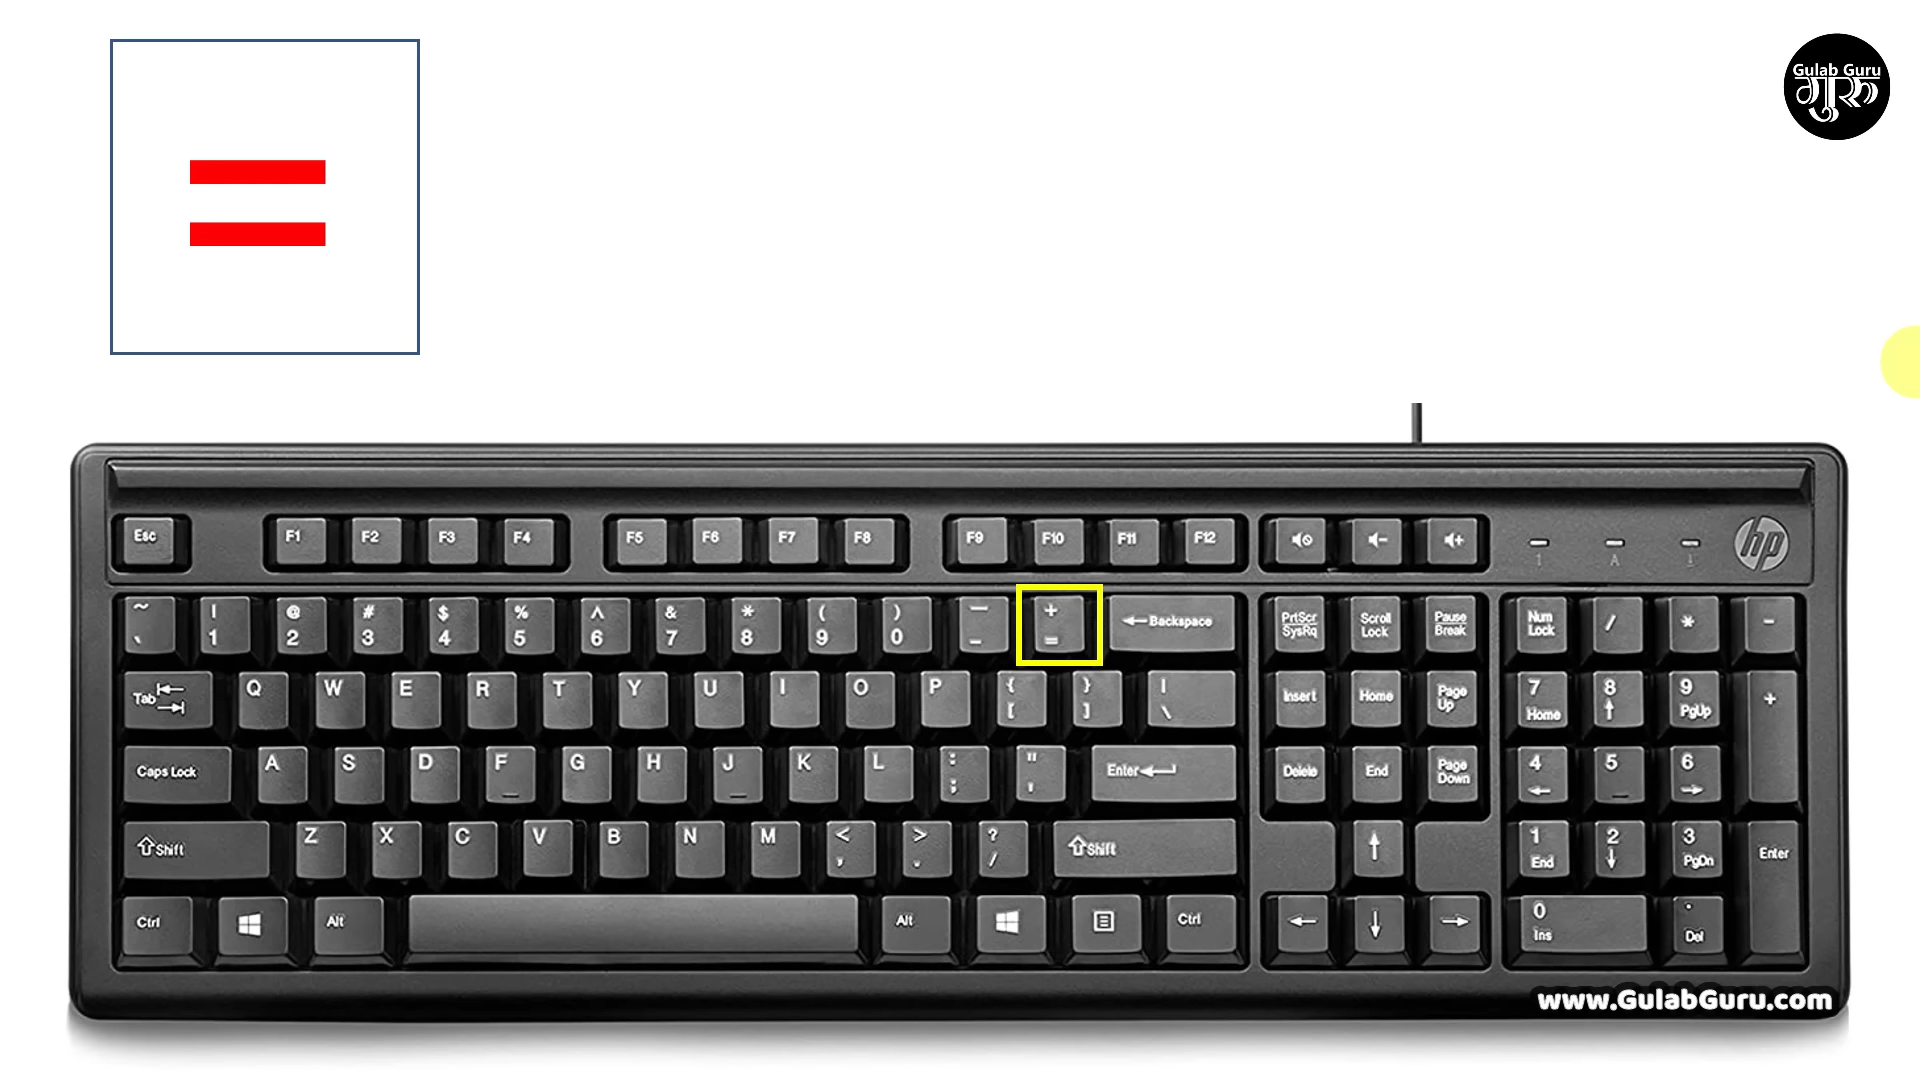 =
Gulab Guru
गुरू
Esc F1 F2 F3 F4 F5 F6 F7 F8 F9 F10 F11 F12
hp
~ ! @ # $ % ^ & * ( ) — +
` 1 2 3 4 5 6 7 8 9 0 _ = Backspace PrtScr SysRq Scroll Lock Pause Break Num Lock / * -
Tab Q W E R T Y U I O P { [ } ] | \ Insert Home Page Up 7 Home 8 9 PgUp +
Caps Lock A S D F G H J K L : ; " ' Enter Delete End Page Down 4 5 6
Shift Z X C V B N M < , > . ? / Shift 1 End 2 3 PgDn Enter
Ctrl Alt Alt Ctrl 0 Ins . Del
www.GulabGuru.com